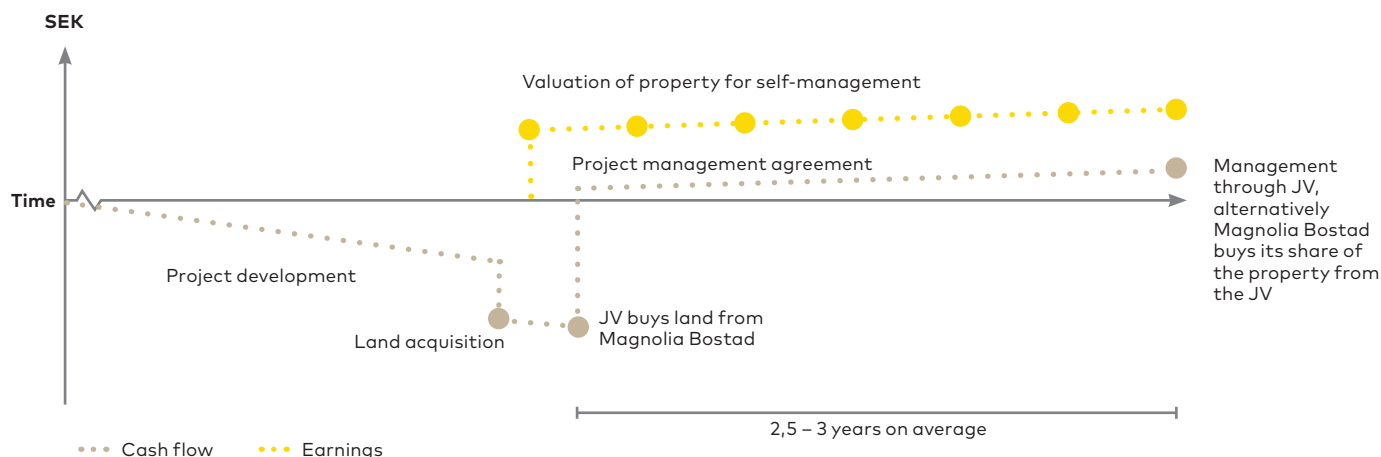 SEK
Valuation of property for self-management
Project management agreement
Management
through JV,
alternatively
Magnolia Bostad
buys its share of
the property from
the JV
Time
Project development
JV buys land from
Magnolia Bostad
Land acquisition
2,5 – 3 years on average
Cash flow
Earnings